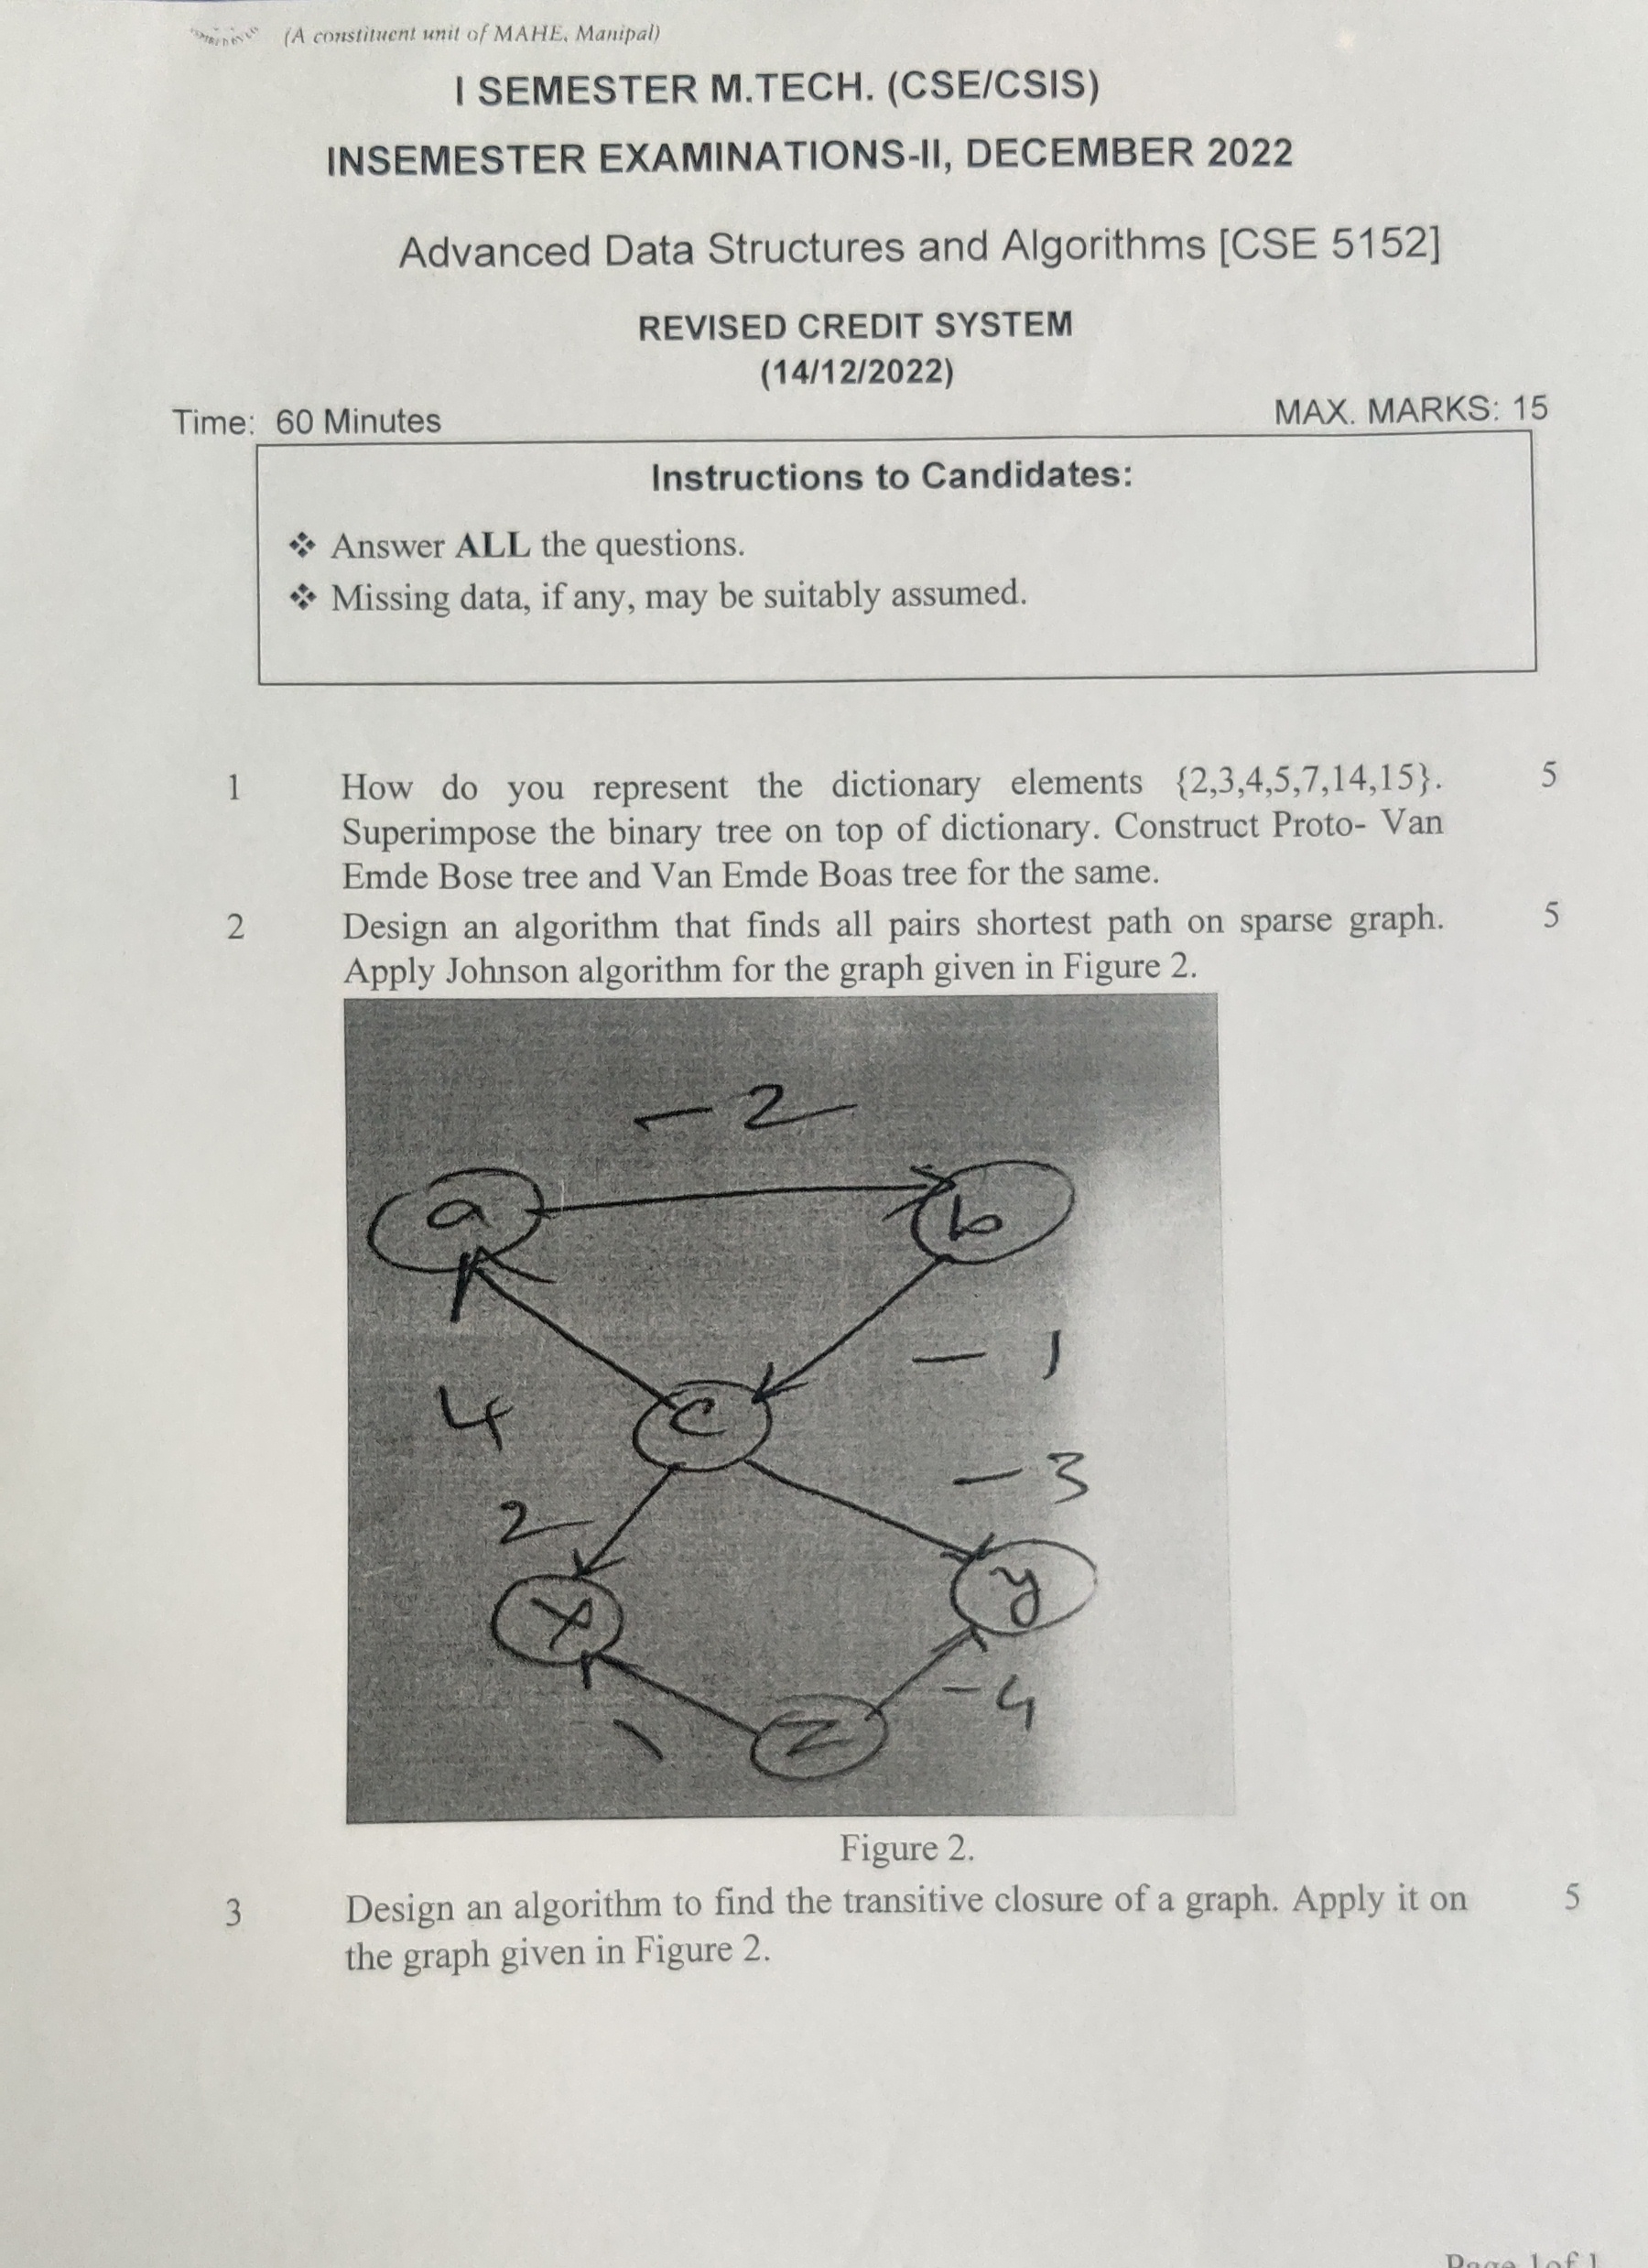 (A constituent unit of MAHE, Manipal)
I SEMESTER M.TECH. (CSE/CSIS)
INSEMESTER EXAMINATIONS-II, DECEMBER 2022
Advanced Data Structures and Algorithms [CSE 5152]
REVISED CREDIT SYSTEM
(14/12/2022)
Time: 60 Minutes MAX. MARKS: 15
Instructions to Candidates:
❖ Answer ALL the questions.
❖ Missing data, if any, may be suitably assumed.
1 How do you represent the dictionary elements {2,3,4,5,7,14,15}. 5
Superimpose the binary tree on top of dictionary. Construct Proto- Van
Emde Bose tree and Van Emde Boas tree for the same.
2 Design an algorithm that finds all pairs shortest path on sparse graph. 5
Apply Johnson algorithm for the graph given in Figure 2.
-2
a b
-1
4 c
-3
2
x y
-4
1 z
Figure 2.
3 Design an algorithm to find the transitive closure of a graph. Apply it on 5
the graph given in Figure 2.
Page 1 of 1